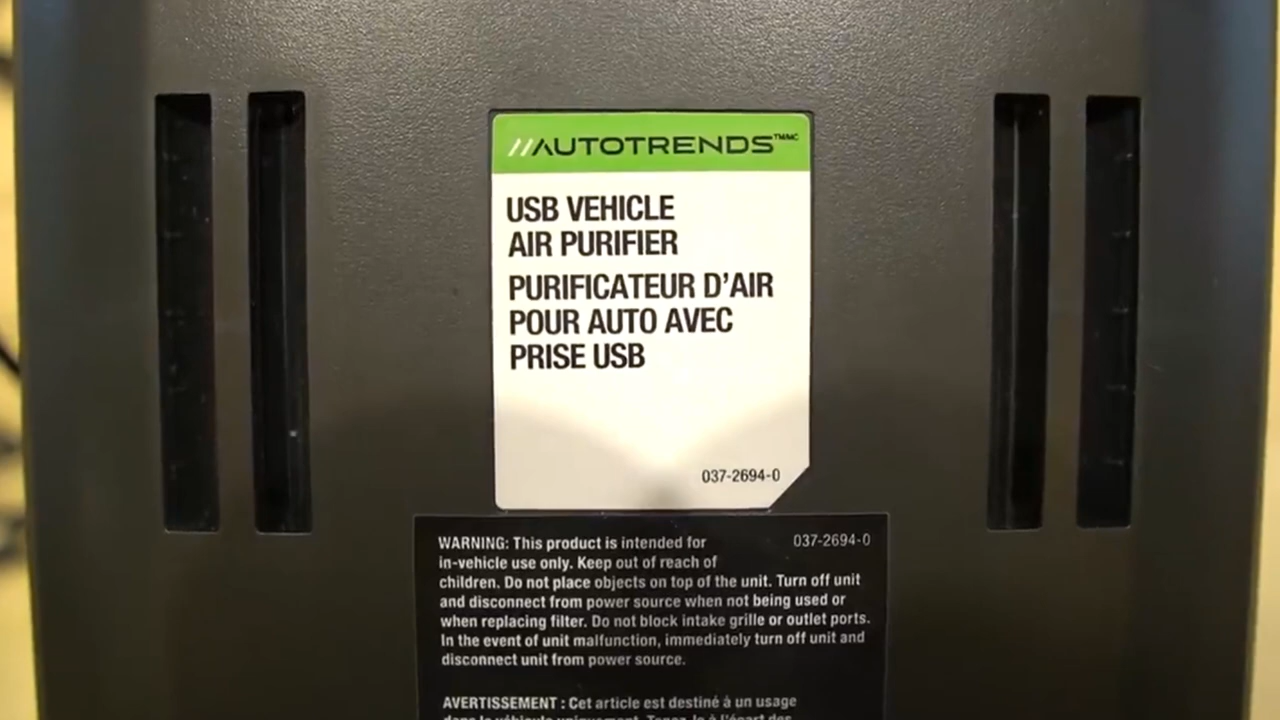 //AUTOTRENDS™/MC
USB VEHICLE
AIR PURIFIER
PURIFICATEUR D'AIR
POUR AUTO AVEC
PRISE USB
037-2694-0
WARNING: This product is intended for
037-2694-0
in-vehicle use only. Keep out of reach of
children. Do not place objects on top of the unit. Turn off unit
and disconnect from power source when not being used or
when replacing filter. Do not block intake grille or outlet ports.
In the event of unit malfunction, immediately turn off unit and
disconnect unit from power source.
AVERTISSEMENT : Cet article est destiné à un usage